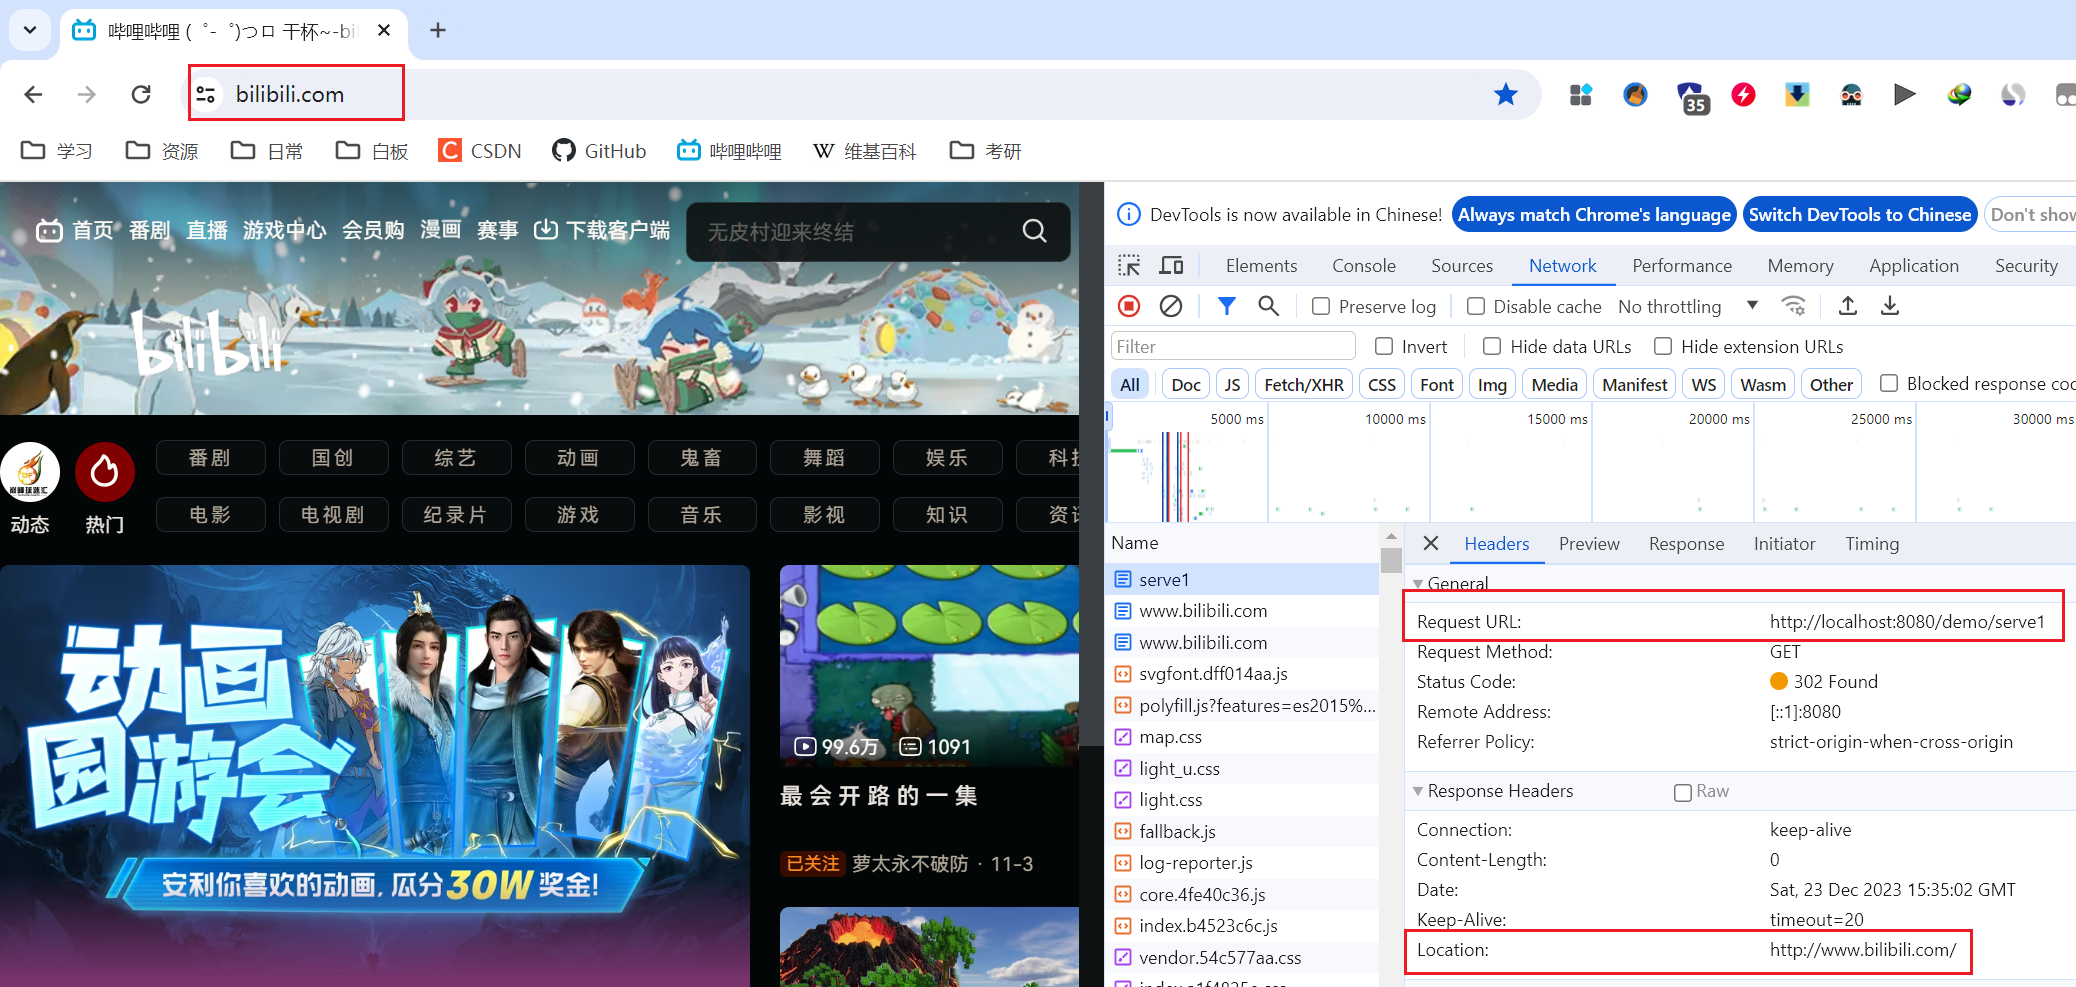 哔哩哔哩 (゜-゜)つロ 干杯~-bili
bilibili.com
35
学习 资源 日常 白板 CSDN GitHub 哔哩哔哩 维基百科 考研
首页 番剧 直播 游戏中心 会员购 漫画 赛事 下载客户端 无皮村迎来终结
bilibili
动态 热门
番剧 国创 综艺 动画 鬼畜 舞蹈 娱乐 科技
电影 电视剧 纪录片 游戏 音乐 影视 知识 资讯
动画
园游会
安利你喜欢的动画,瓜分30W奖金!
99.6万 1091
最会开路的一集
已关注 萝太永不破防 · 11-3
DevTools is now available in Chinese! Always match Chrome's language Switch DevTools to Chinese Don't show
Elements Console Sources Network Performance Memory Application Security
Preserve log Disable cache No throttling
Filter Invert Hide data URLs Hide extension URLs
All Doc JS Fetch/XHR CSS Font Img Media Manifest WS Wasm Other Blocked response coo
5000 ms 10000 ms 15000 ms 20000 ms 25000 ms 30000 ms
Name
serve1
www.bilibili.com
www.bilibili.com
svgfont.dff014aa.js
polyfill.js?features=es2015%...
map.css
light_u.css
light.css
fallback.js
log-reporter.js
core.4fe40c36.js
index.b4523c6c.js
vendor.54c577aa.css
Headers Preview Response Initiator Timing
General
Request URL: http://localhost:8080/demo/serve1
Request Method: GET
Status Code: 302 Found
Remote Address: [::1]:8080
Referrer Policy: strict-origin-when-cross-origin
Response Headers Raw
Connection: keep-alive
Content-Length: 0
Date: Sat, 23 Dec 2023 15:35:02 GMT
Keep-Alive: timeout=20
Location: http://www.bilibili.com/